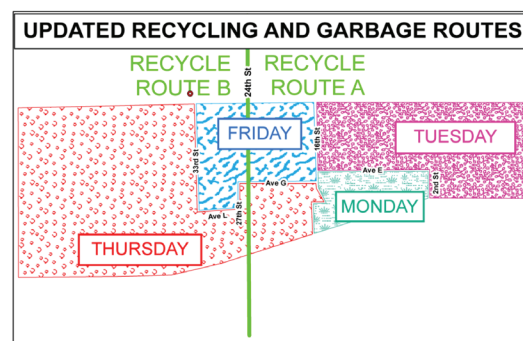 UPDATED RECYCLING AND GARBAGE ROUTES
RECYCLE
ROUTE B
24th St
RECYCLE
ROUTE A
FRIDAY
TUESDAY
33rd St
16th St
Ave E
2nd St
Ave G
27th St
Ave L
MONDAY
THURSDAY